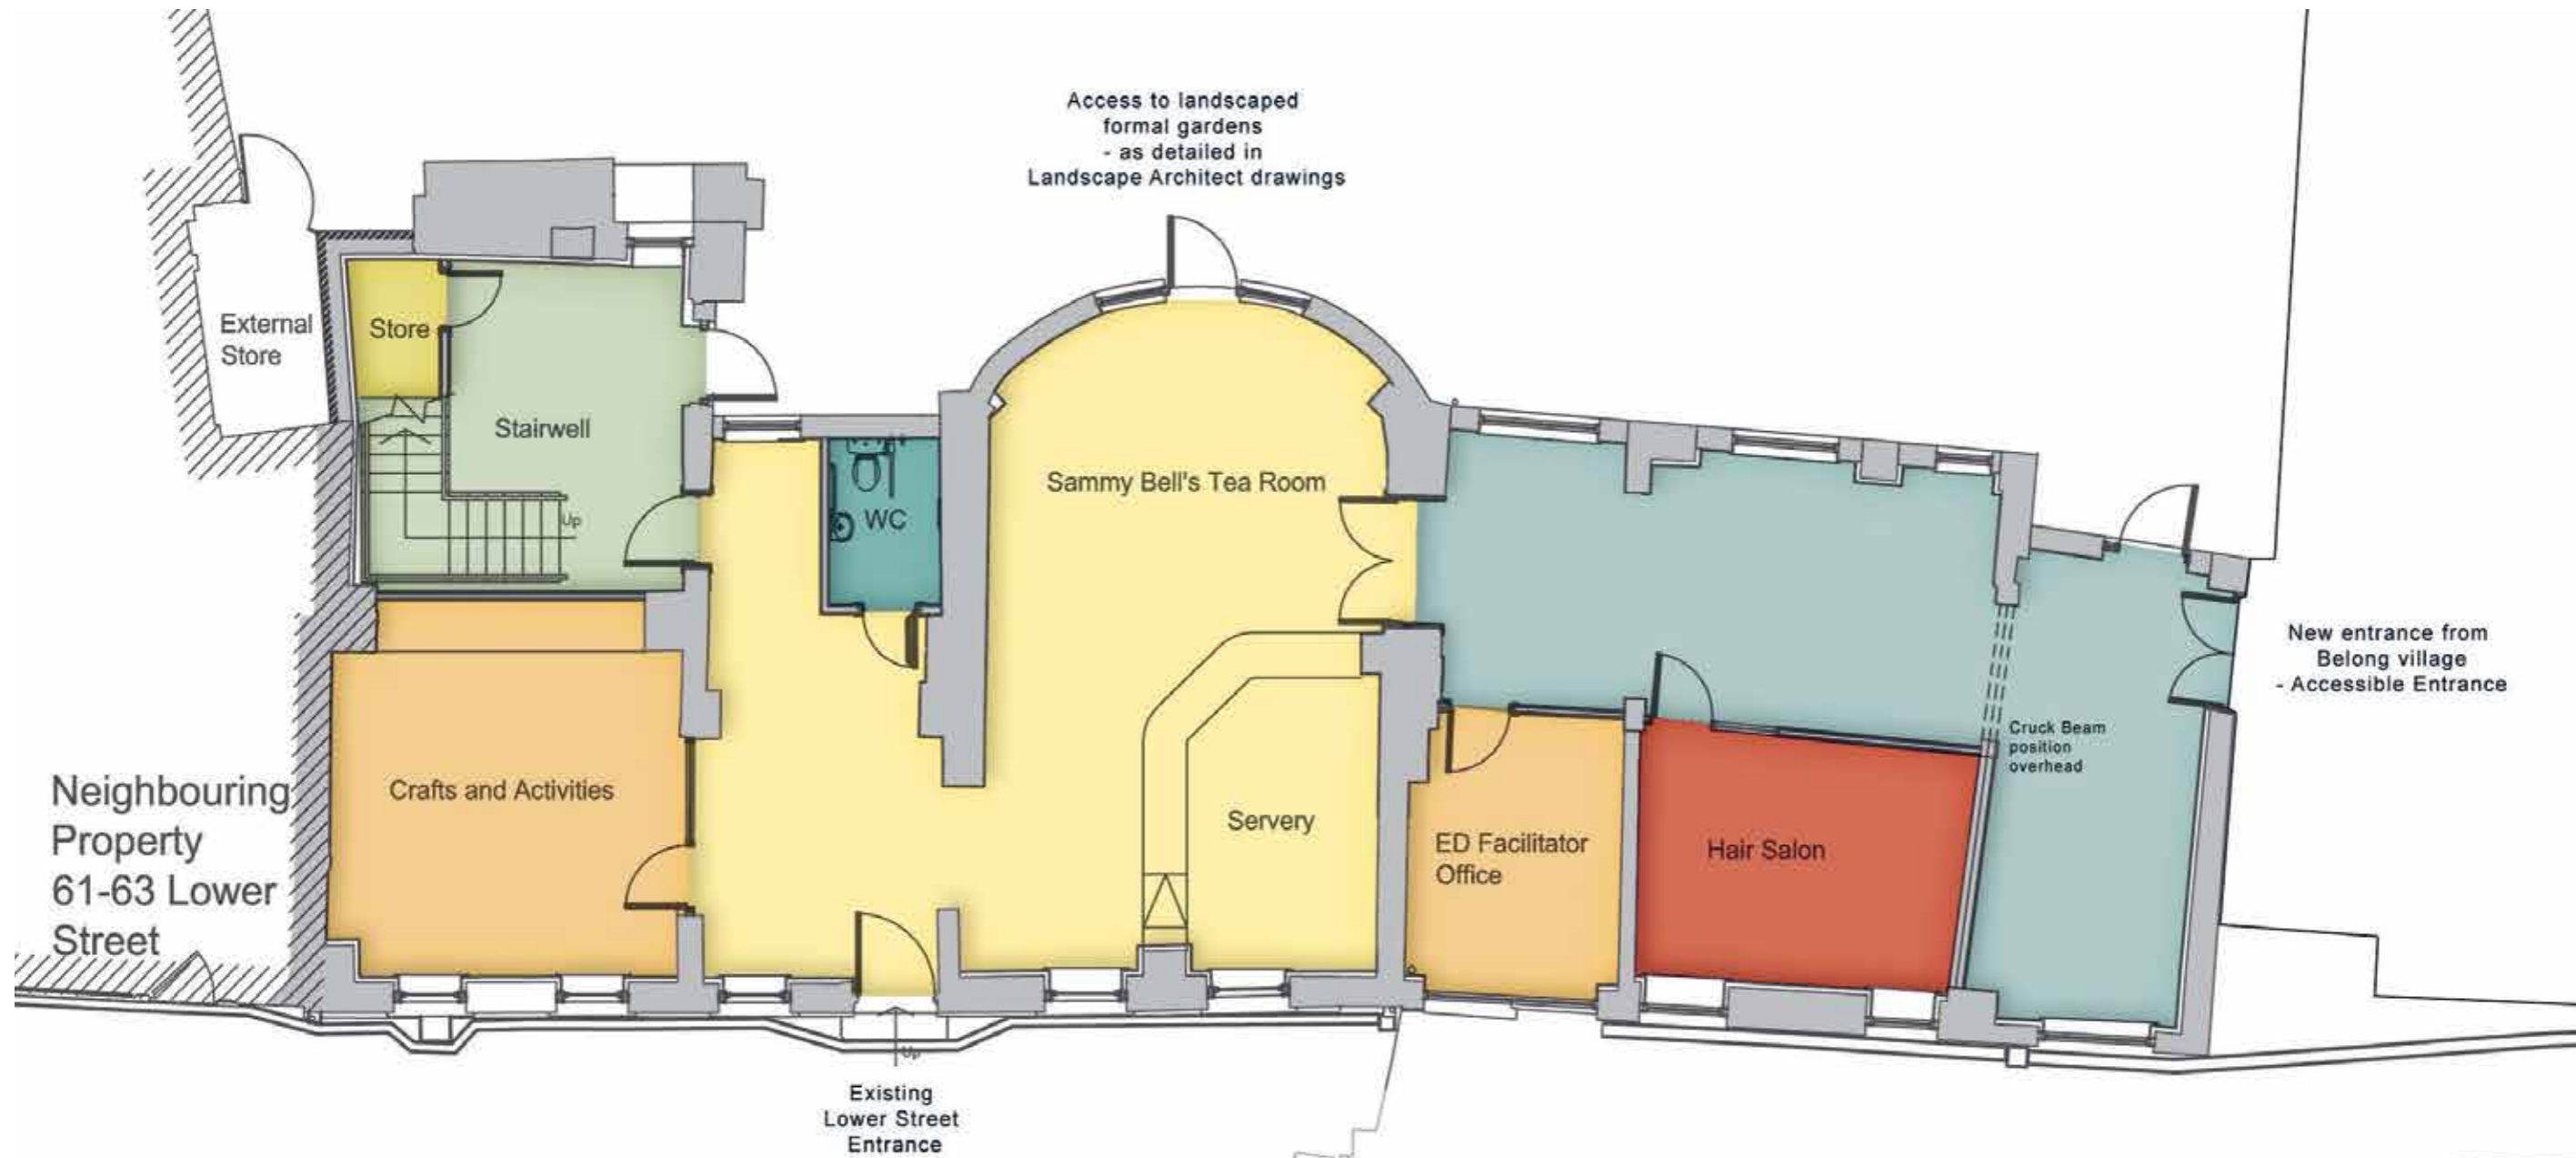 Access to landscaped
formal gardens
- as detailed in
Landscape Architect drawings
External
Store
Store
Stairwell
Up
WC
Sammy Bell's Tea Room
New entrance from
Belong village
- Accessible Entrance
Cruck Beam
position
overhead
Neighbouring
Property
61-63 Lower
Street
Crafts and Activities
Servery
ED Facilitator
Office
Hair Salon
Up
Existing
Lower Street
Entrance